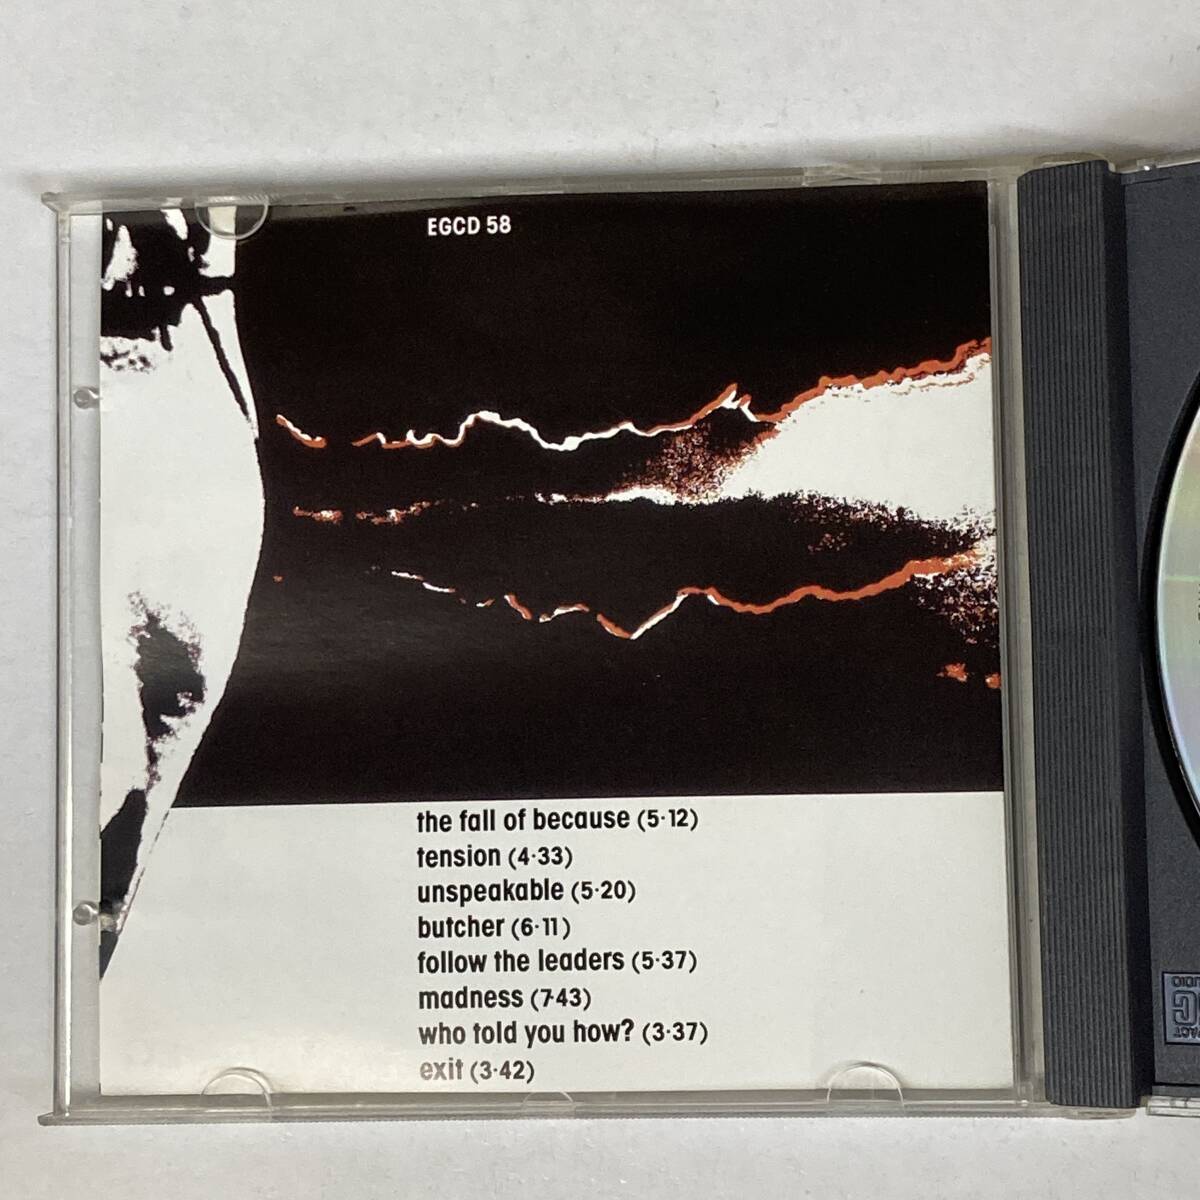 EGCD 58
the fall of because (5·12)
tension (4·33)
unspeakable (5·20)
butcher (6·11)
follow the leaders (5·37)
madness (7·43)
who told you how? (3·37)
exit (3·42)